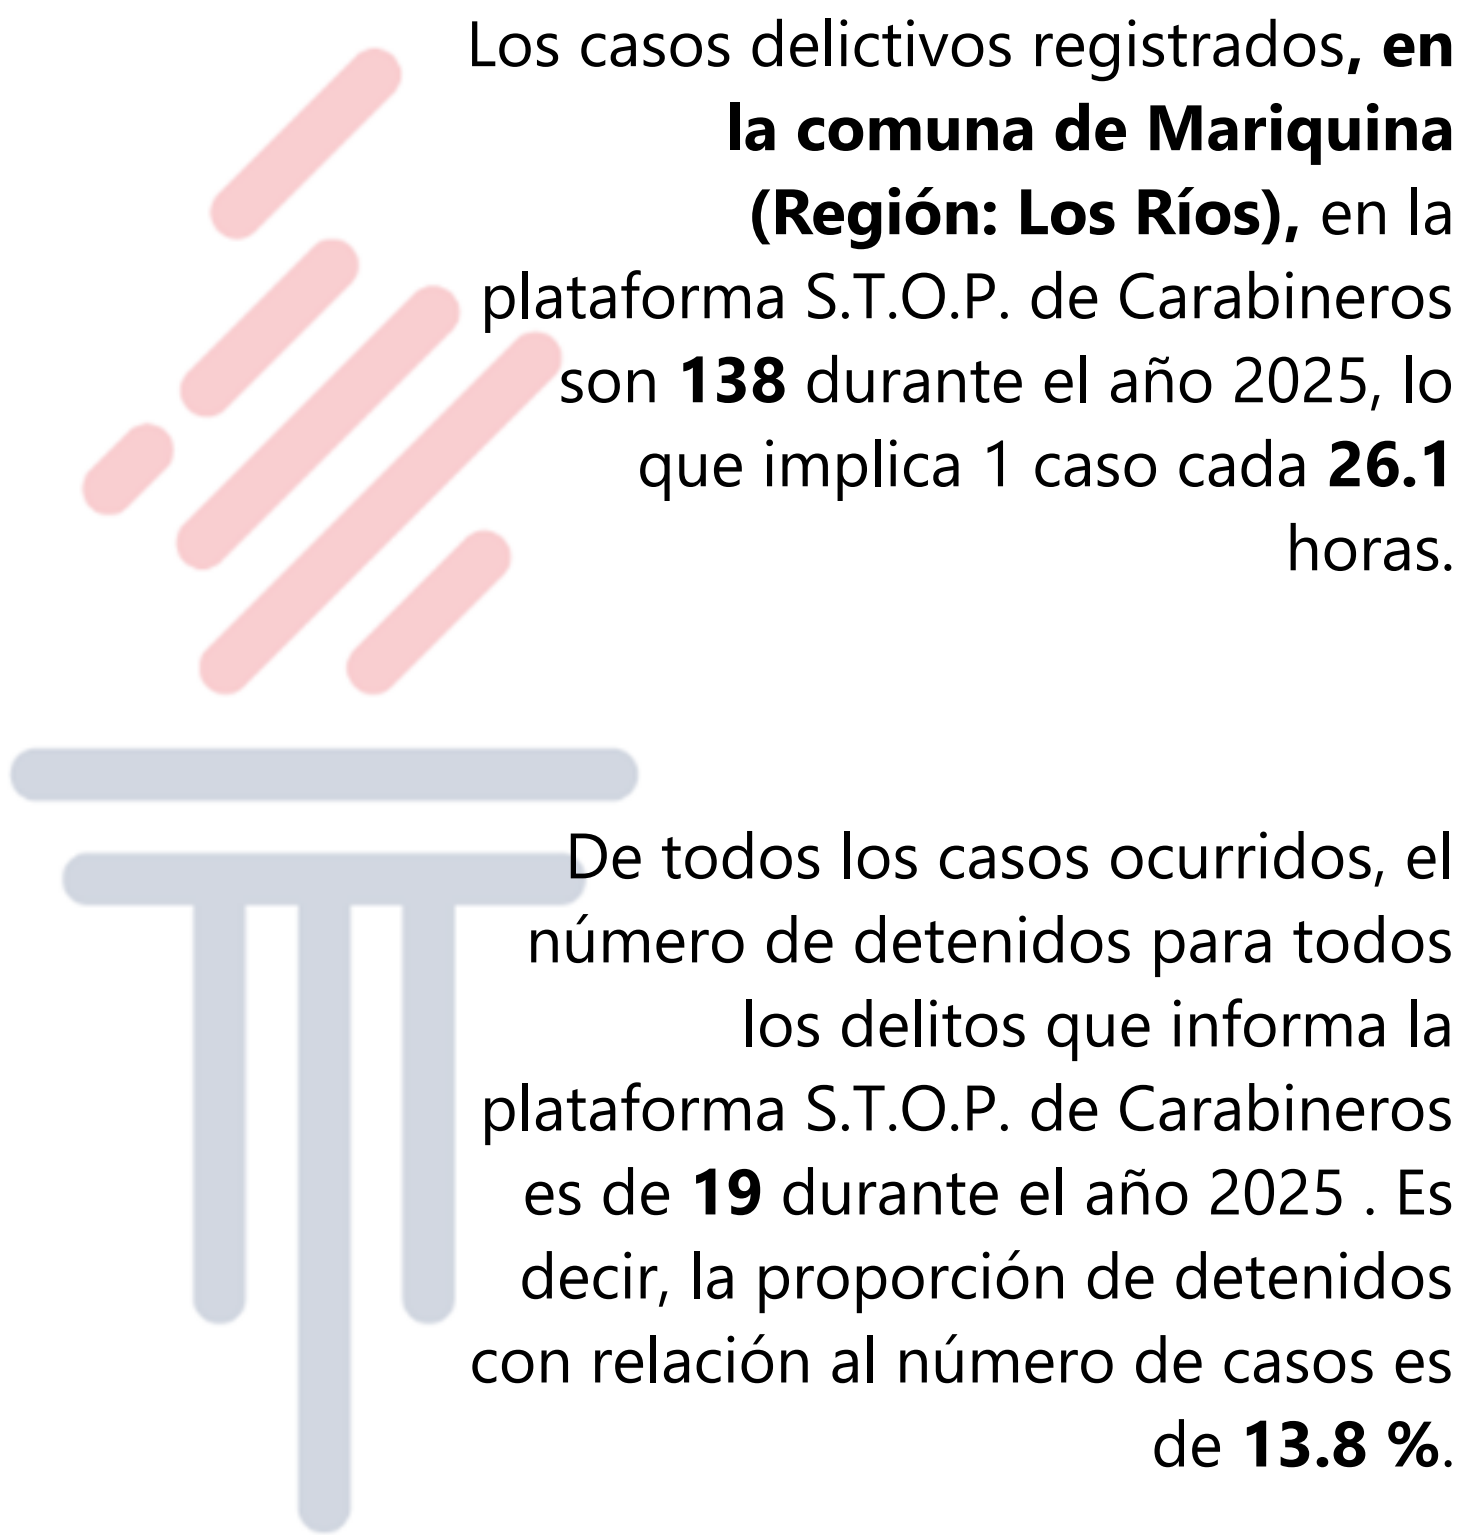 Los casos delictivos registrados, en
la comuna de Mariquina
(Región: Los Ríos), en la
plataforma S.T.O.P. de Carabineros
son 138 durante el año 2025, lo
que implica 1 caso cada 26.1
horas.
De todos los casos ocurridos, el
número de detenidos para todos
los delitos que informa la
plataforma S.T.O.P. de Carabineros
es de 19 durante el año 2025 . Es
decir, la proporción de detenidos
con relación al número de casos es
de 13.8 %.